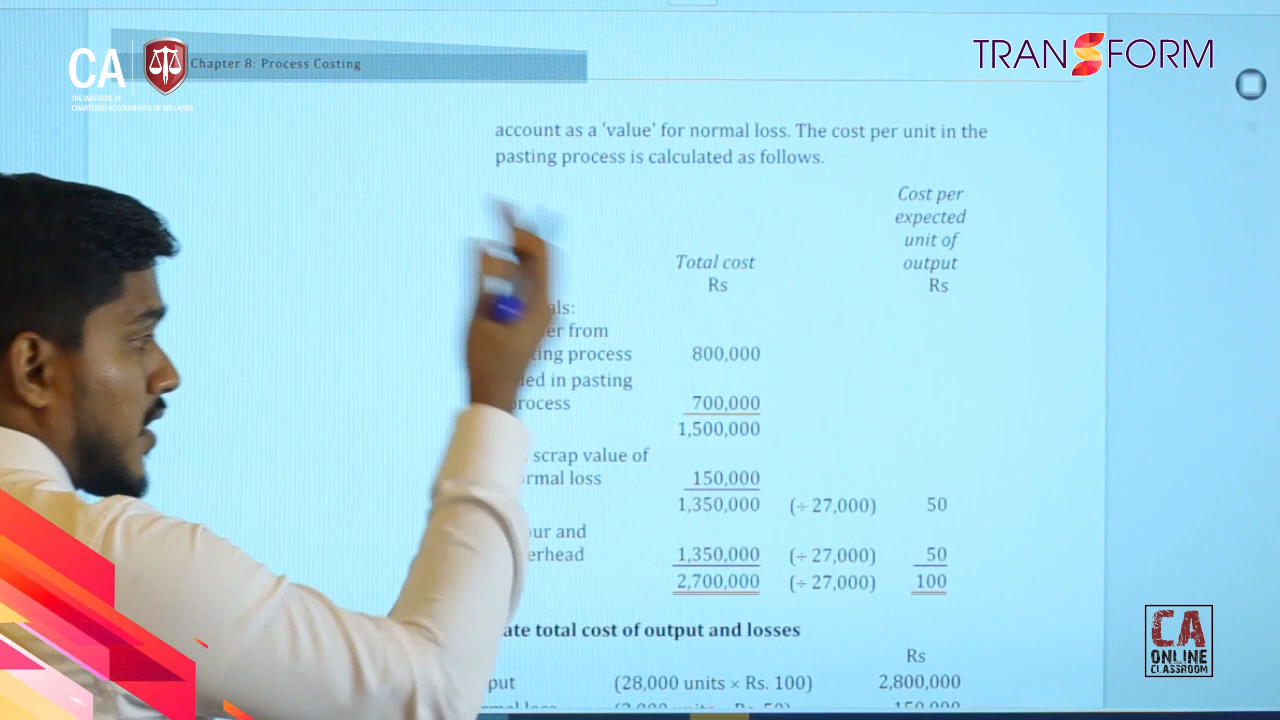 CA
THE INSTITUTE OF
CHARTERED ACCOUNTANTS OF SRI LANKA
Chapter 8: Process Costing
TRANSFORM
account as a 'value' for normal loss. The cost per unit in the
pasting process is calculated as follows.
Cost per
expected
unit of
Total cost output
Rs Rs
als:
er from
ting process 800,000
ded in pasting
process 700,000
1,500,000
scrap value of
ormal loss 150,000
1,350,000 (÷ 27,000) 50
our and
erhead 1,350,000 (÷ 27,000) 50
2,700,000 (÷ 27,000) 100
ate total cost of output and losses
Rs
put (28,000 units × Rs. 100) 2,800,000
CA
ONLINE
CLASSROOM